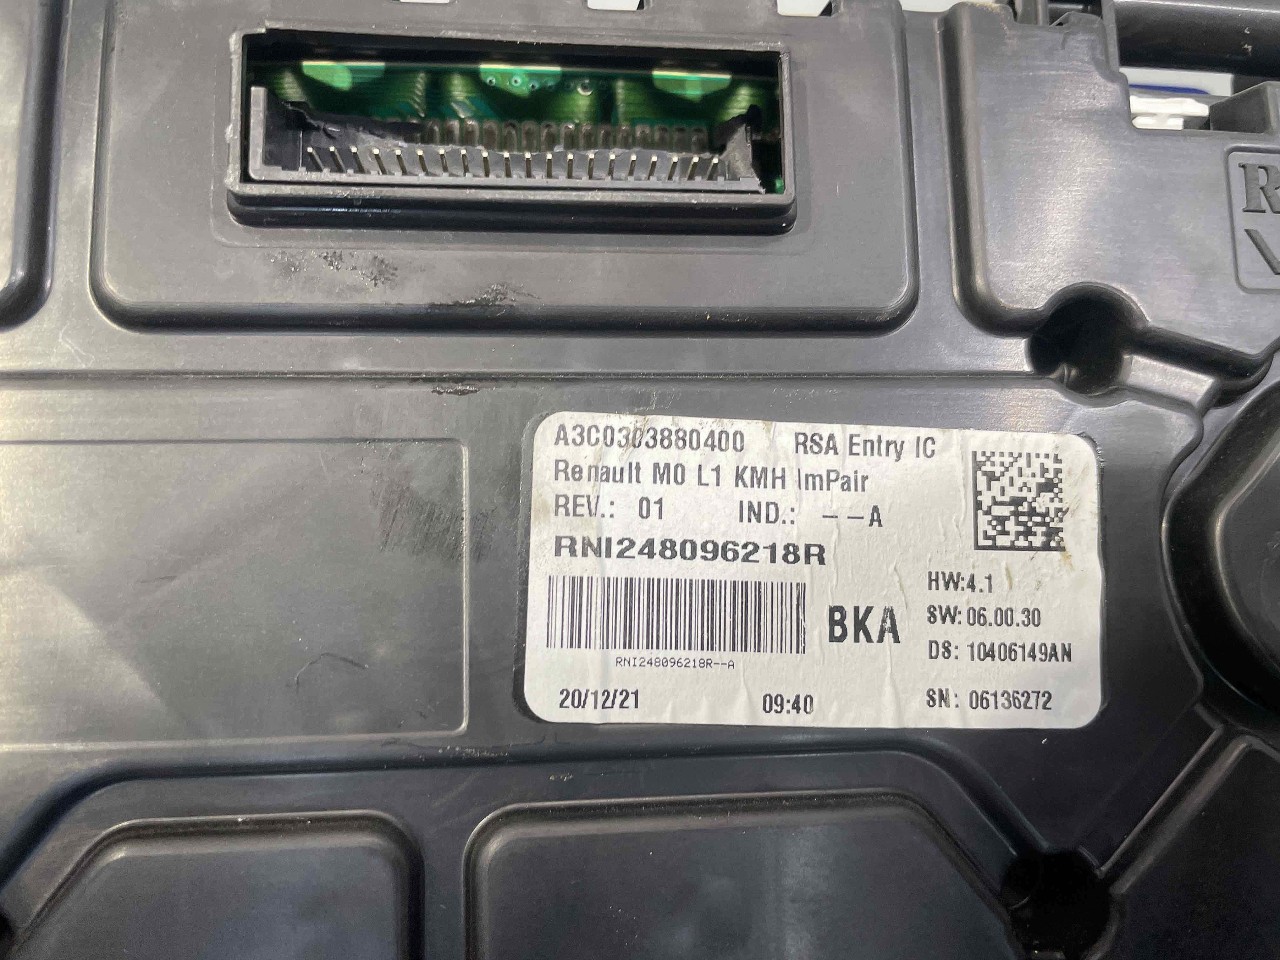 A3C0303880400 RSA Entry IC
Renault M0 L1 KMH ImPair
REV.: 01 IND.: --A
RNI248096218R
HW:4.1
BKA SW: 06.00.30
DS: 10406149AN
RNI248096218R--A
20/12/21 09:40 SN: 06136272